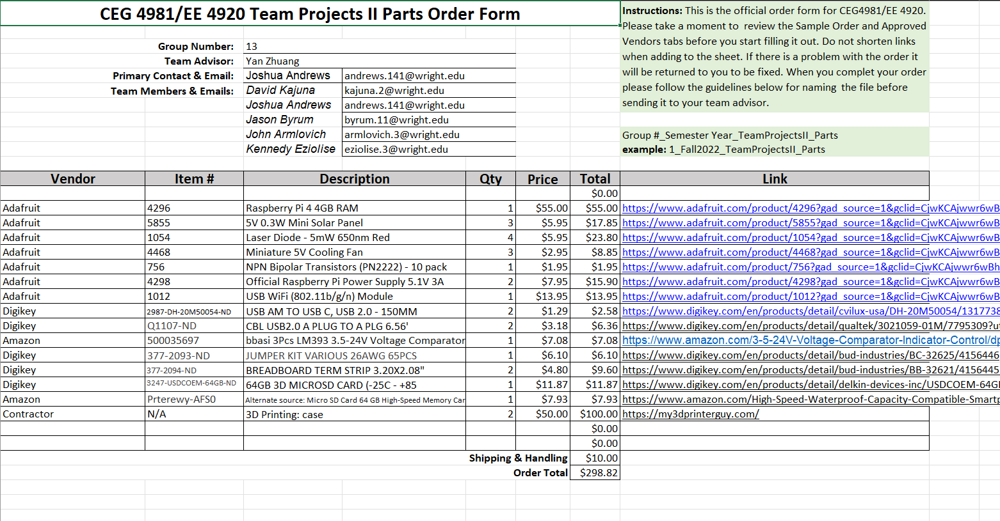 CEG 4981/EE 4920 Team Projects II Parts Order Form
Instructions: This is the official order form for CEG4981/EE 4920.
Please take a moment to review the Sample Order and Approved
Vendors tabs before you start filling it out. Do not shorten links
when adding to the sheet. If there is a problem with the order it
will be returned to you to be fixed. When you complet your order
please follow the guidelines below for naming the file before
sending it to your team advisor.
Group #_Semester Year_TeamProjectsII_Parts
example: 1_Fall2022_TeamProjectsII_Parts
Group Number: 13
Team Advisor: Yan Zhuang
Primary Contact & Email: Joshua Andrews andrews.141@wright.edu
Team Members & Emails: David Kajuna kajuna.2@wright.edu
Joshua Andrews andrews.141@wright.edu
Jason Byrum byrum.11@wright.edu
John Armlovich armlovich.3@wright.edu
Kennedy Eziolise eziolise.3@wright.edu
Vendor Item # Description Qty Price Total Link
$0.00
Adafruit 4296 Raspberry Pi 4 4GB RAM 1 $55.00 $55.00 https://www.adafruit.com/product/4296?gad_source=1&gclid=CjwKCAjwwr6wB
Adafruit 5855 5V 0.3W Mini Solar Panel 3 $5.95 $17.85 https://www.adafruit.com/product/5855?gad_source=1&gclid=CjwKCAjwwr6wB
Adafruit 1054 Laser Diode - 5mW 650nm Red 4 $5.95 $23.80 https://www.adafruit.com/product/1054?gad_source=1&gclid=CjwKCAjwwr6wB
Adafruit 4468 Miniature 5V Cooling Fan 3 $2.95 $8.85 https://www.adafruit.com/product/4468?gad_source=1&gclid=CjwKCAjwwr6wB
Adafruit 756 NPN Bipolar Transistors (PN2222) - 10 pack 1 $1.95 $1.95 https://www.adafruit.com/product/756?gad_source=1&gclid=CjwKCAjwwr6wBh
Adafruit 4298 Official Raspberry Pi Power Supply 5.1V 3A 2 $7.95 $15.90 https://www.adafruit.com/product/4298?gad_source=1&gclid=CjwKCAjwwr6wB
Adafruit 1012 USB WiFi (802.11b/g/n) Module 1 $13.95 $13.95 https://www.adafruit.com/product/1012?gad_source=1&gclid=CjwKCAjwwr6wB
Digikey 2987-DH-20M50054-ND USB AM TO USB C, USB 2.0 - 150MM 2 $1.29 $2.58 https://www.digikey.com/en/products/detail/cvilux-usa/DH-20M50054/1317738
Digikey Q1107-ND CBL USB2.0 A PLUG TO A PLG 6.56' 2 $3.18 $6.36 https://www.digikey.com/en/products/detail/qualtek/3021059-01M/7795309?u
Amazon 500035697 bbasi 3Pcs LM393 3.5-24V Voltage Comparator 1 $7.08 $7.08 https://www.amazon.com/3-5-24V-Voltage-Comparator-Indicator-Control/dp
Digikey 377-2093-ND JUMPER KIT VARIOUS 26AWG 65PCS 1 $6.10 $6.10 https://www.digikey.com/en/products/detail/bud-industries/BC-32625/4156446
Digikey 377-2094-ND BREADBOARD TERM STRIP 3.20X2.08" 2 $4.80 $9.60 https://www.digikey.com/en/products/detail/bud-industries/BB-32621/4156445
Digikey 3247-USDCOEM-64GB-ND 64GB 3D MICROSD CARD (-25C - +85 1 $11.87 $11.87 https://www.digikey.com/en/products/detail/delkin-devices-inc/USDCOEM-64G
Amazon Prterewy-AFS0 Alternate source: Micro SD Card 64 GB High-Speed Memory Car 1 $7.93 $7.93 https://www.amazon.com/High-Speed-Waterproof-Capacity-Compatible-Smartp
Contractor N/A 3D Printing: case 2 $50.00 $100.00 https://my3dprinterguy.com/
$0.00
$0.00
Shipping & Handling $10.00
Order Total $298.82